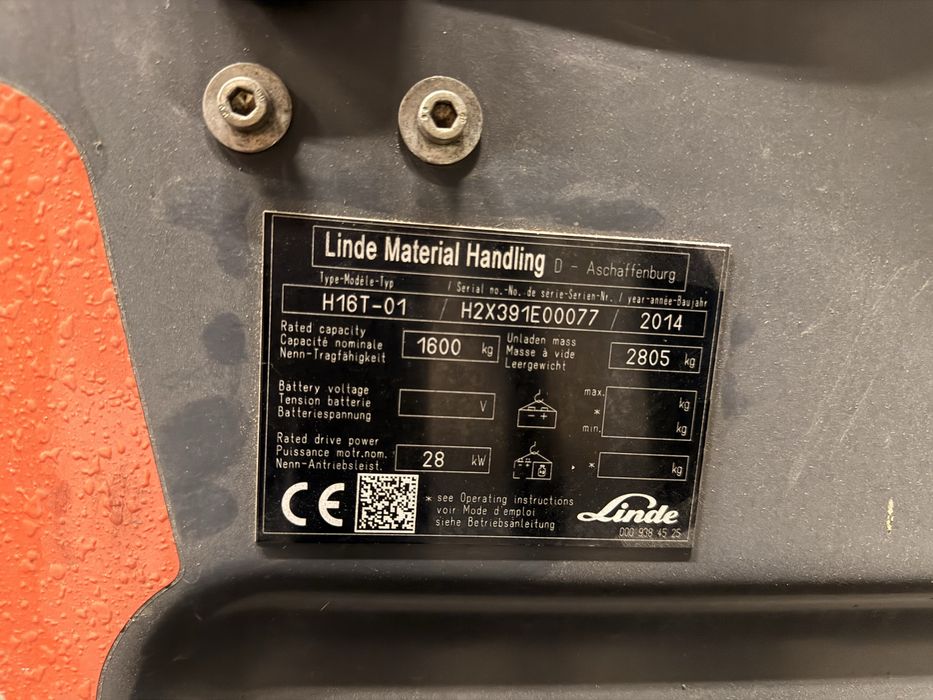 Linde Material Handling D - Aschaffenburg
Type-Modèle-Typ / Serial no.-No. de série-Serien-Nr. / year-année-Baujahr
H16T-01 / H2X391E00077 / 2014
Rated capacity
Capacité nominale
Nenn-Tragfähigkeit
1600 kg
Unladen mass
Masse à vide
Leergewicht
2805 kg
Battery voltage
Tension batterie
Batteriespannung
V
max. kg
*
min. kg
Rated drive power
Puissance motr.nom.
Nenn-Antriebsleist.
28 kW
* kg
CE
* see Operating instructions
voir Mode d'emploi
siehe Betriebsanleitung
Linde
000 938 45 25